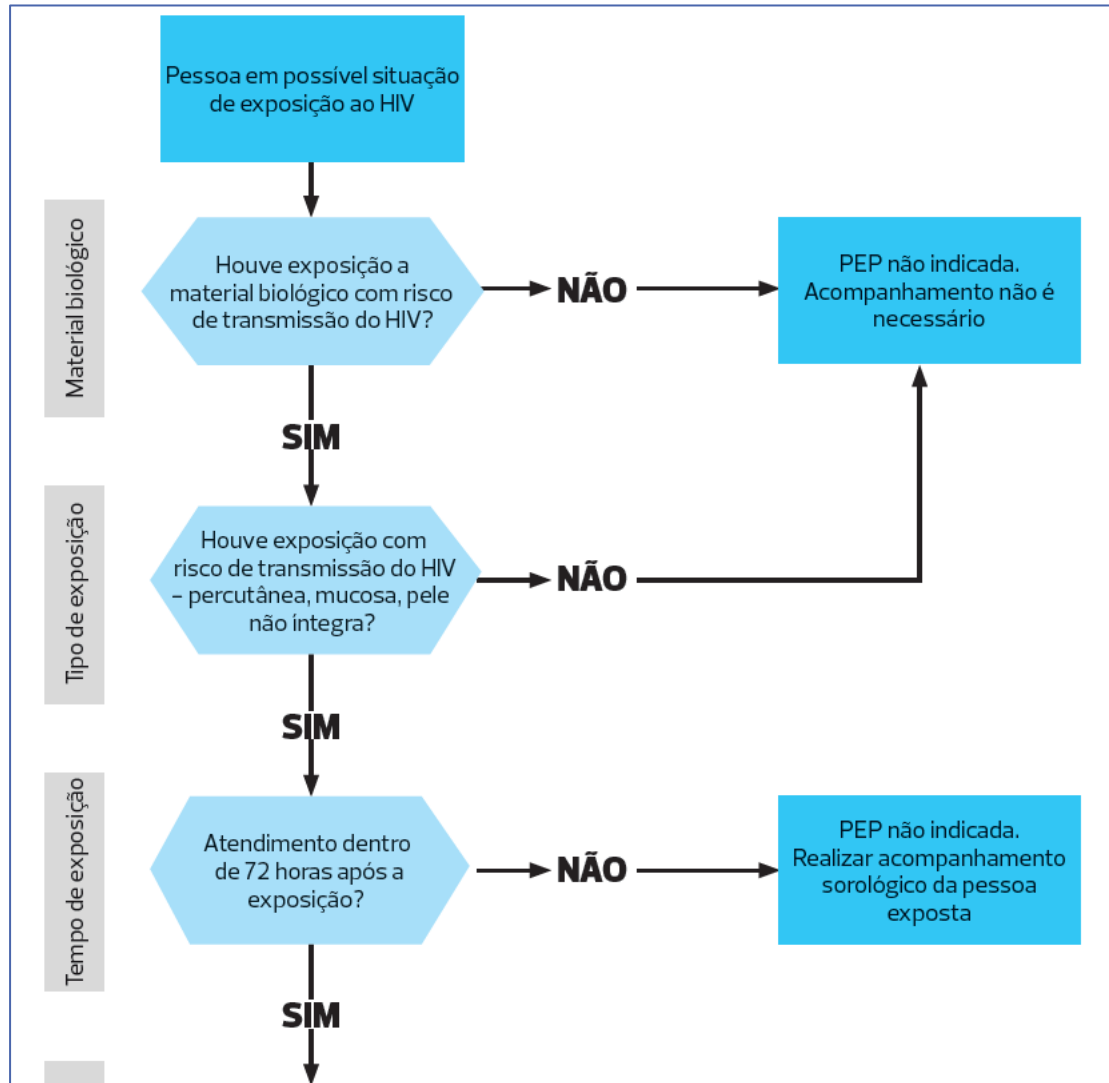 Pessoa em possível situação
de exposição ao HIV
Material biológico
Houve exposição a
material biológico com risco
de transmissão do HIV?
NÃO
PEP não indicada.
Acompanhamento não é
necessário
SIM
Tipo de exposição
Houve exposição com
risco de transmissão do HIV
– percutânea, mucosa, pele
não íntegra?
NÃO
SIM
Tempo de exposição
Atendimento dentro
de 72 horas após a
exposição?
NÃO
PEP não indicada.
Realizar acompanhamento
sorológico da pessoa
exposta
SIM